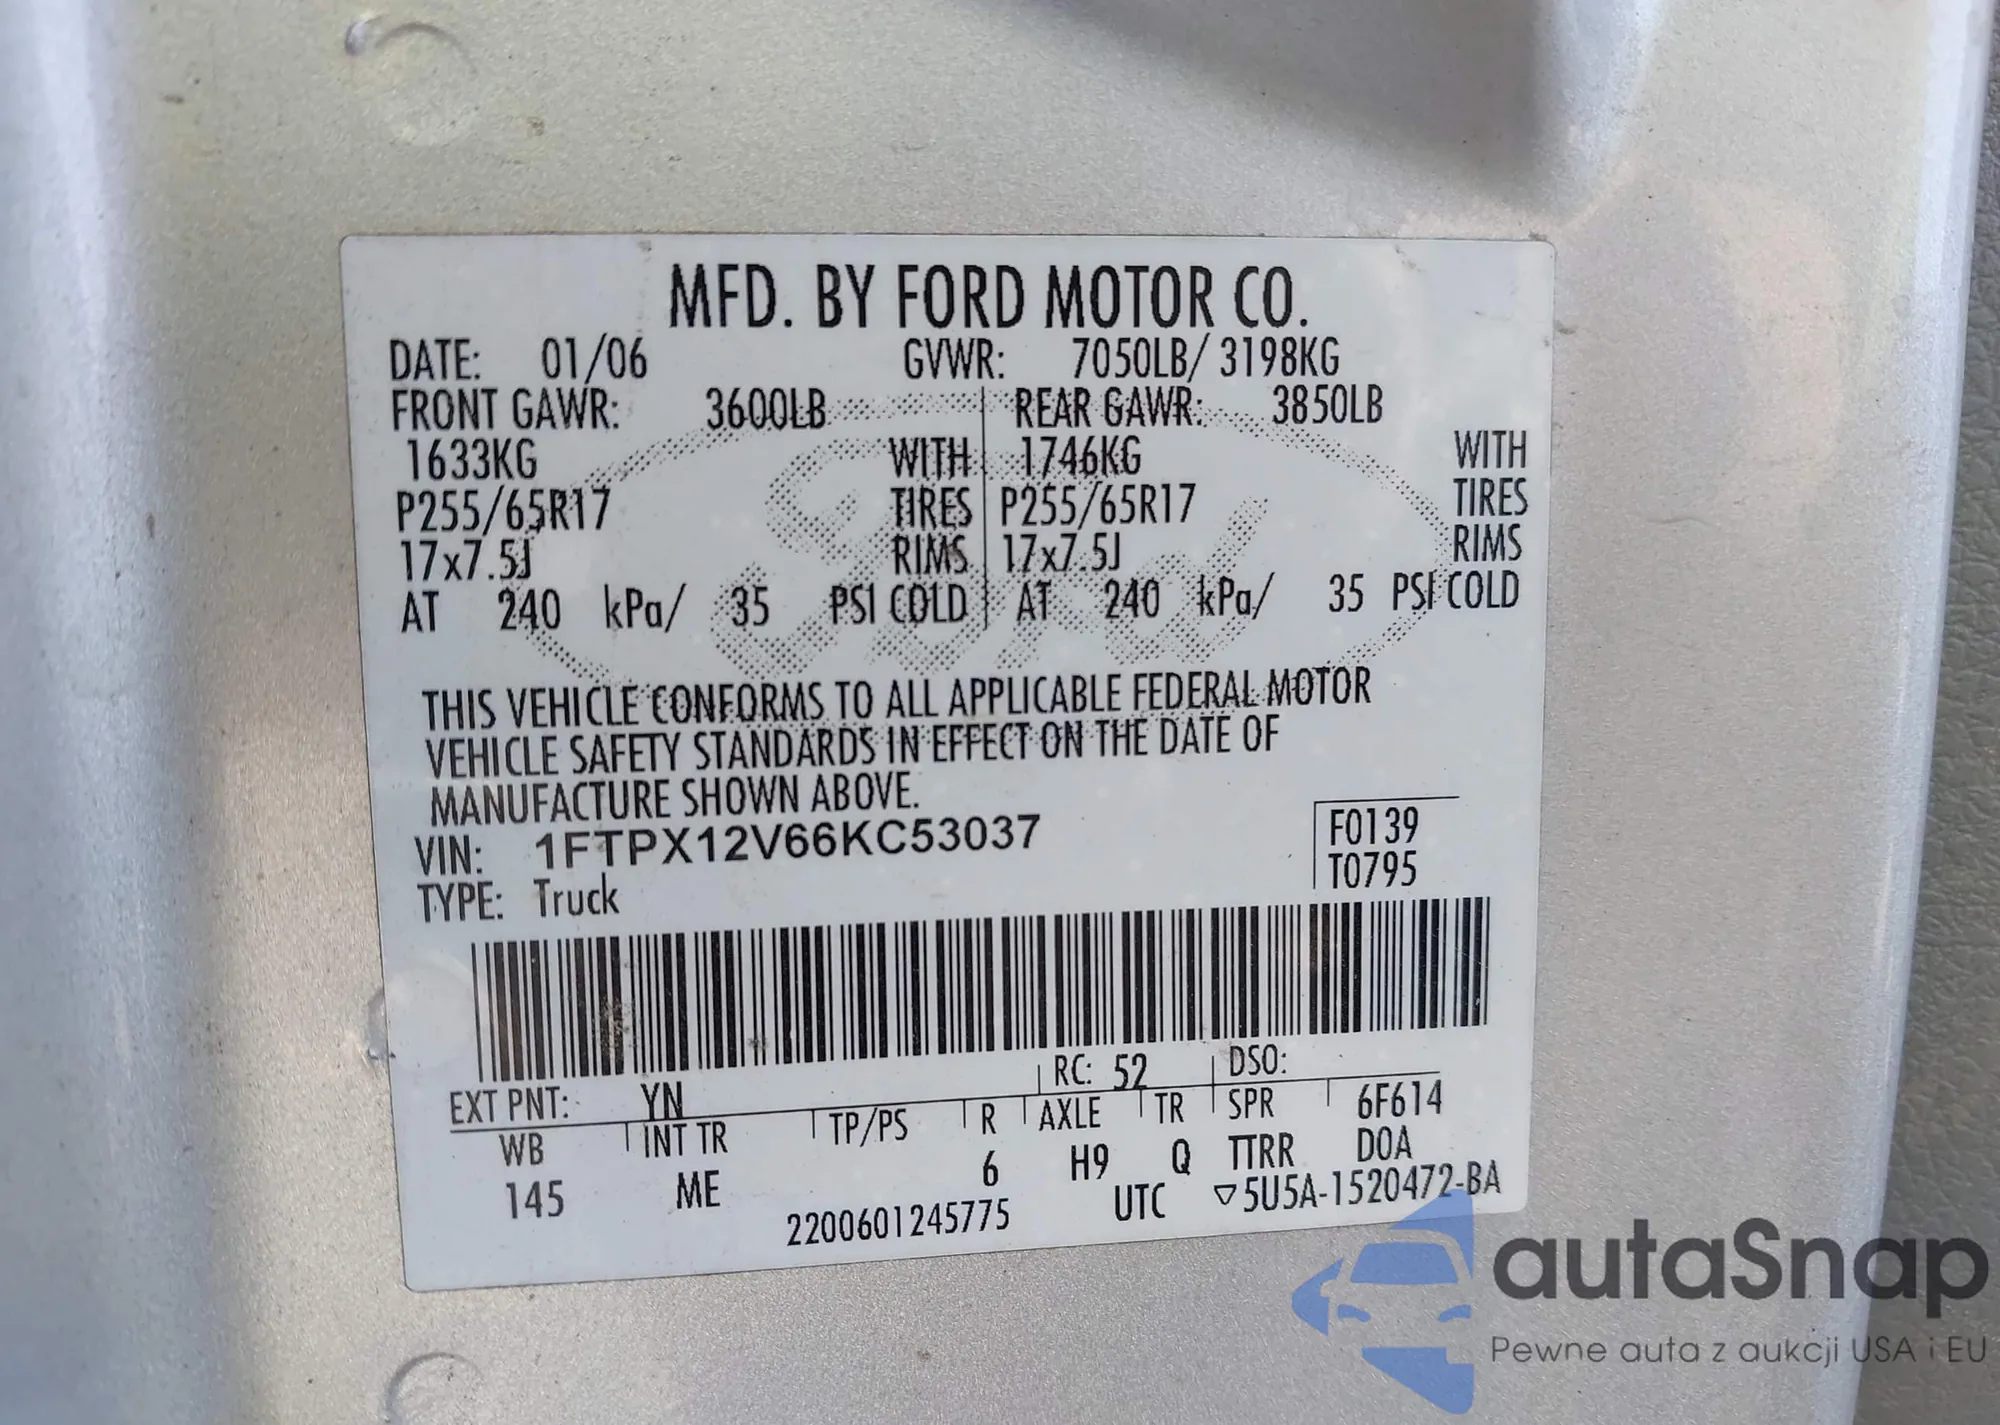 MFD. BY FORD MOTOR CO.
DATE: 01/06 GVWR: 7050LB/ 3198KG
FRONT GAWR: 3600LB REAR GAWR: 3850LB
1633KG WITH 1746KG WITH
P255/65R17 TIRES P255/65R17 TIRES
17x7.5J RIMS 17x7.5J RIMS
AT 240 kPa/ 35 PSI COLD AT 240 kPa/ 35 PSI COLD
Ford
THIS VEHICLE CONFORMS TO ALL APPLICABLE FEDERAL MOTOR
VEHICLE SAFETY STANDARDS IN EFFECT ON THE DATE OF
MANUFACTURE SHOWN ABOVE.
VIN: 1FTPX12V66KC53037 F0139
TYPE: Truck T0795
EXT PNT: YN RC: 52 DSO:
WB INT TR TP/PS R AXLE TR SPR 6F614
145 ME 6 H9 Q TTRR DOA
2200601245775 UTC ▽5U5A-1520472-BA
autaSnap
Pewne auta z aukcji USA i EU